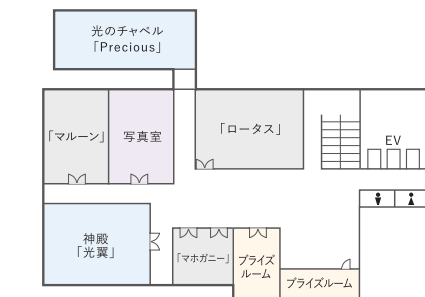 光のチャペル
「Precious」
「マルーン」
写真室
「ロータス」
EV
神殿
「光翼」
「マホガニー」
ブライズ
ルーム
ブライズルーム